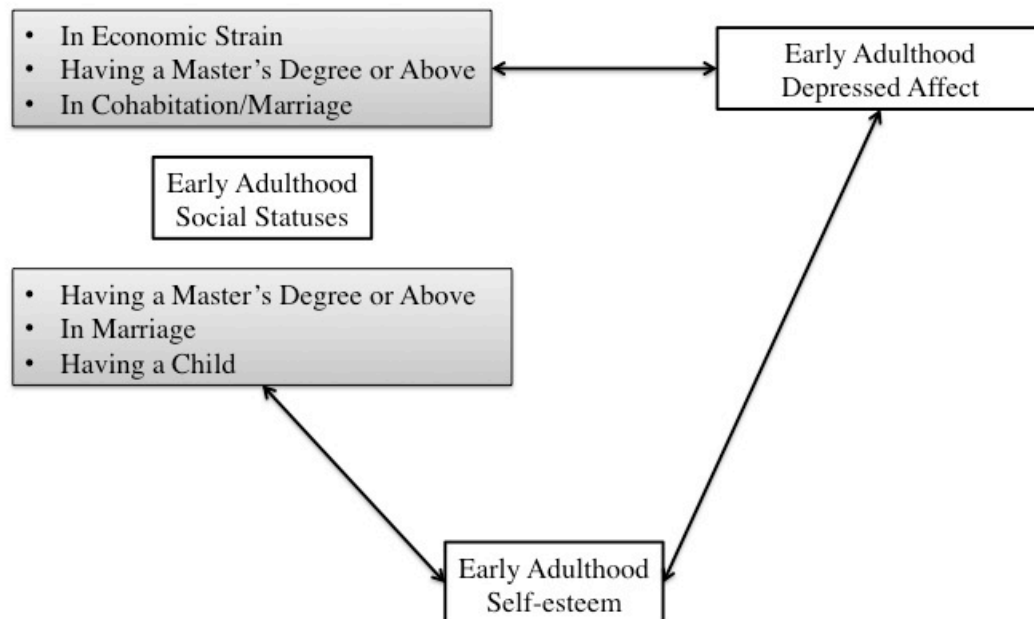 • In Economic Strain
• Having a Master’s Degree or Above
• In Cohabitation/Marriage
Early Adulthood
Depressed Affect
Early Adulthood
Social Statuses
• Having a Master’s Degree or Above
• In Marriage
• Having a Child
Early Adulthood
Self-esteem